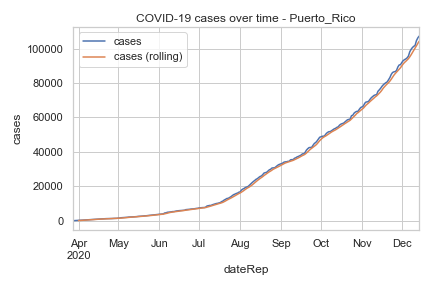 COVID-19 cases over time - Puerto_Rico
cases
cases (rolling)
100000
80000
60000
40000
20000
0
cases
Apr May Jun Jul Aug Sep Oct Nov Dec
2020
dateRep